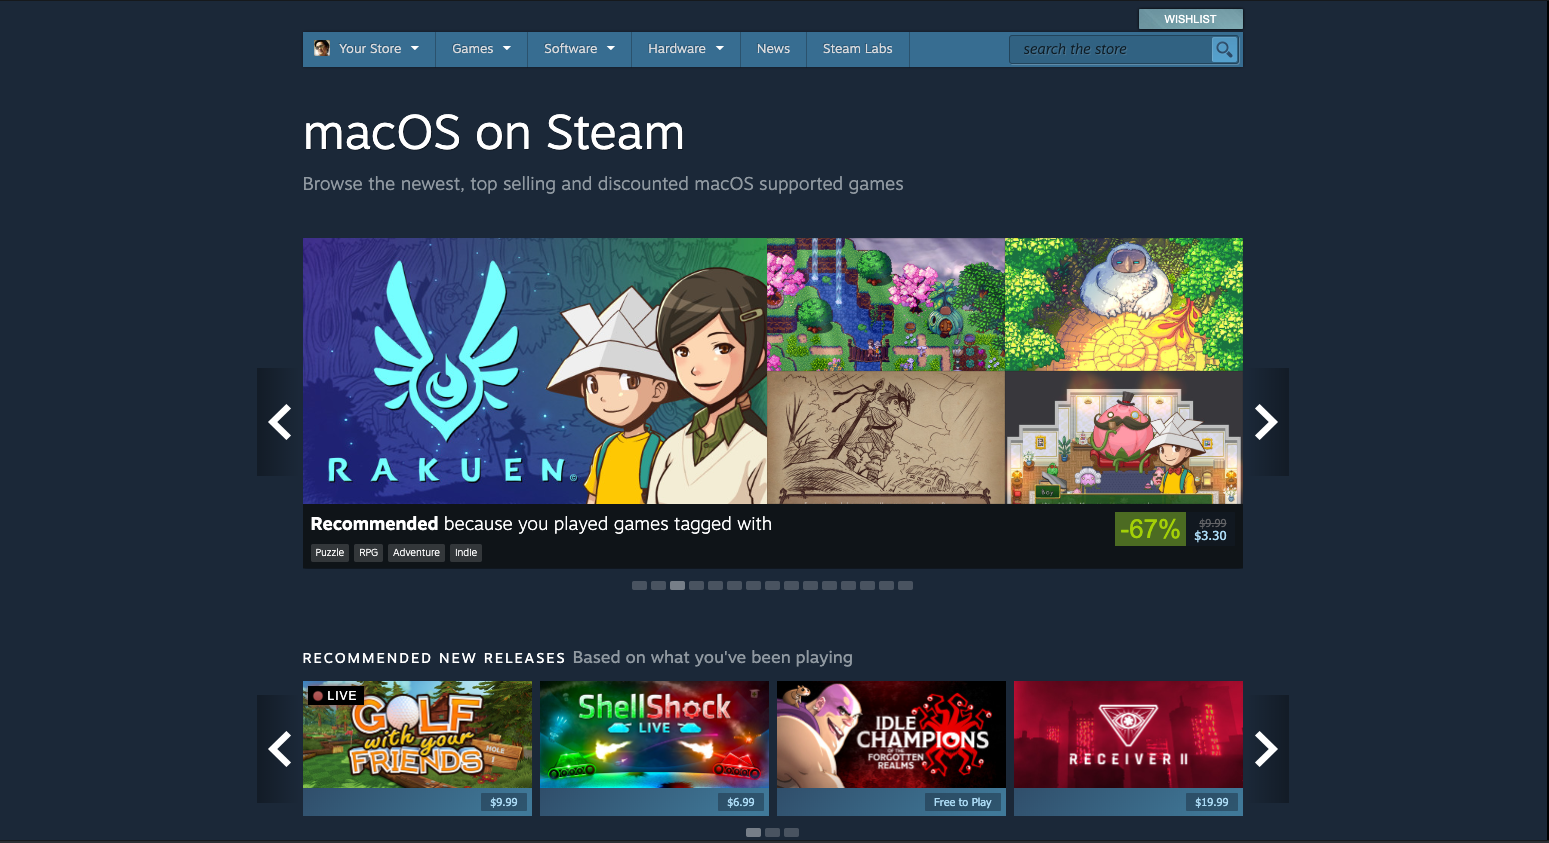 WISHLIST
Your Store
Games
Software
Hardware
News
Steam Labs
search the store
macOS on Steam
Browse the newest, top selling and discounted macOS supported games
RAKUEN
©
Boy
Recommended because you played games tagged with
-67%
$9.99
$3.30
Puzzle
RPG
Adventure
Indie
RECOMMENDED NEW RELEASES Based on what you've been playing
LIVE
GOLF
with your
FRIENDS
HOLE
$9.99
ShellShock
LIVE
$6.99
IDLE
CHAMPIONS
OF THE
FORGOTTEN
REALMS
Free to Play
RECEIVER II
$19.99